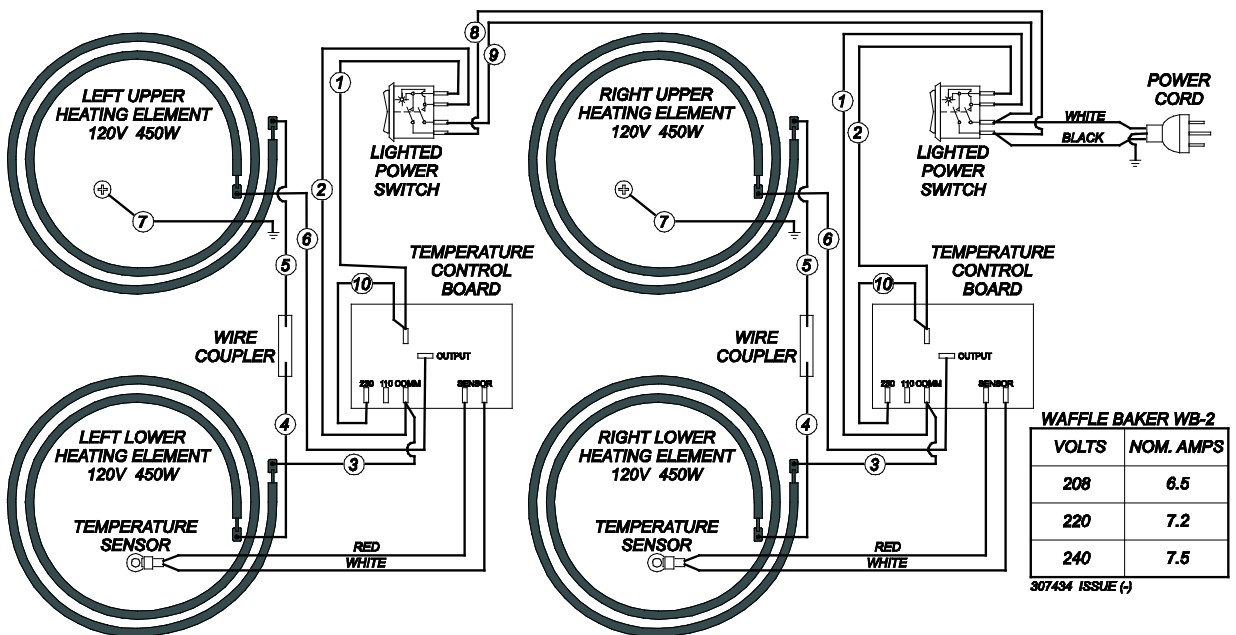 8
9
LEFT UPPER
HEATING ELEMENT
120V 450W
1
LIGHTED
POWER
SWITCH
2
7
6
5
TEMPERATURE
CONTROL
BOARD
10
WIRE
COUPLER
OUTPUT
220 110 COMM SENSOR
4
3
LEFT LOWER
HEATING ELEMENT
120V 450W
TEMPERATURE
SENSOR
RED
WHITE
RIGHT UPPER
HEATING ELEMENT
120V 450W
1
2
LIGHTED
POWER
SWITCH
POWER
CORD
WHITE
BLACK
7
6
5
TEMPERATURE
CONTROL
BOARD
10
WIRE
COUPLER
OUTPUT
220 110 COMM SENSOR
4
3
RIGHT LOWER
HEATING ELEMENT
120V 450W
TEMPERATURE
SENSOR
RED
WHITE
WAFFLE BAKER WB-2
VOLTS NOM. AMPS
208 6.5
220 7.2
240 7.5
307434 ISSUE (-)